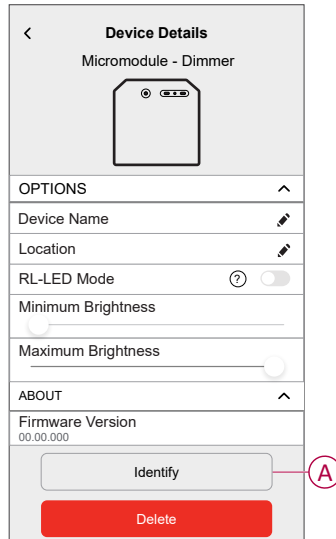 Device Details
Micromodule - Dimmer
OPTIONS
Device Name
Location
RL-LED Mode ?
Minimum Brightness
Maximum Brightness
ABOUT
Firmware Version
00.00.000
Identify A
Delete